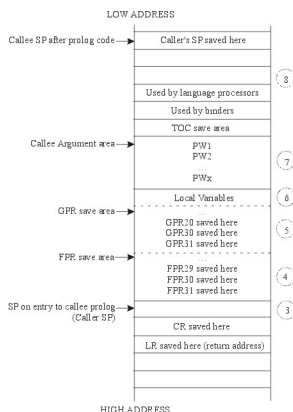 LOW ADDRESS
Callee SP after prolog code
Caller's SP saved here
8
Used by language processors
Used by binders
TOC save area
Callee Argument area
PW1
PW2
...
PWx
7
Local Variables
6
GPR save area
...
GPR20 saved here
GPR30 saved here
GPR31 saved here
5
FPR save area
...
FPR29 saved here
FPR30 saved here
FPR31 saved here
4
SP on entry to callee prolog
(Caller SP)
3
CR saved here
LR saved here (return address)
HIGH ADDRESS